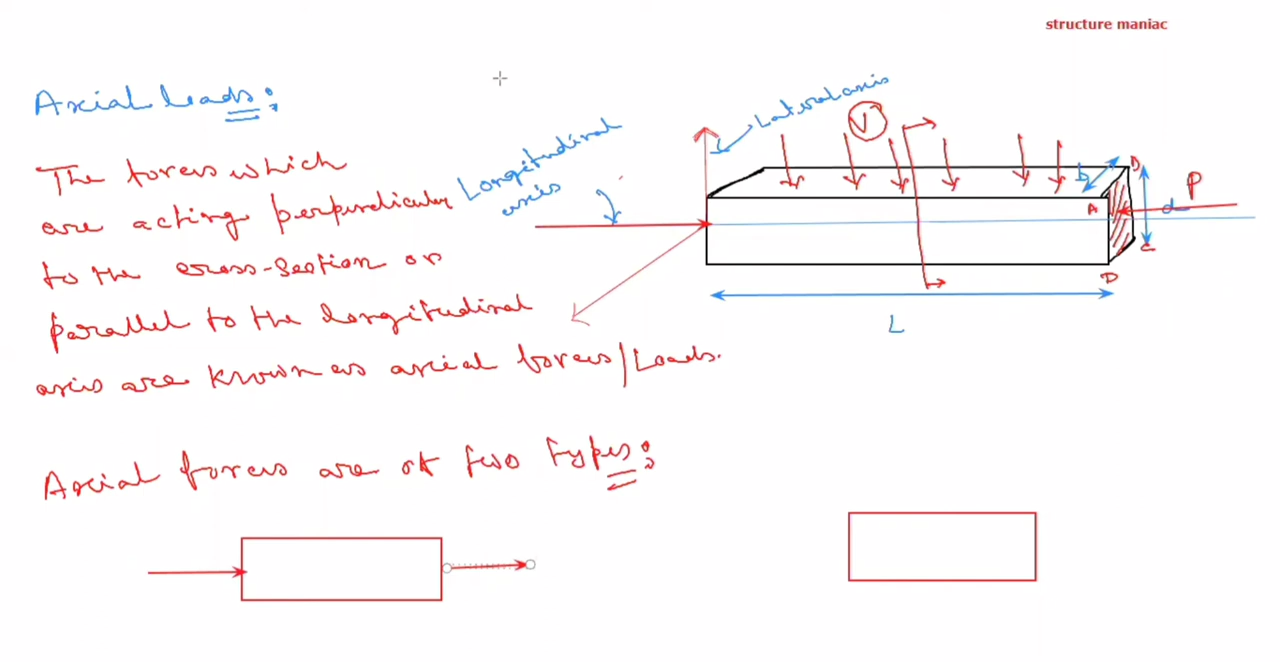 structure maniac
Axial loads:
The forces which
are acting perpendicular
to the cross-section or
parallel to the longitudinal
axis are known as axial forces/Loads.
Longitudinal
axis
Lateral axis
V
b
B
A
P
d
C
D
L
Axial forces are of two types: